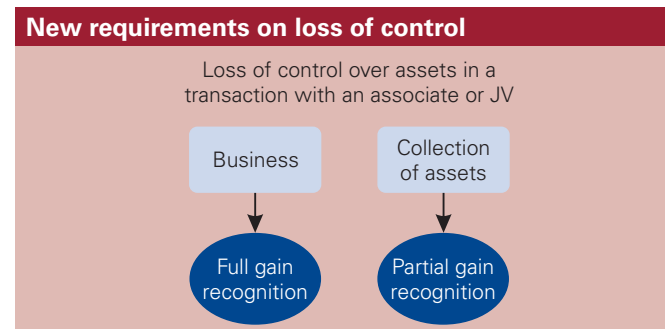 New requirements on loss of control
Loss of control over assets in a
transaction with an associate or JV
Business
Collection
of assets
Full gain
recognition
Partial gain
recognition